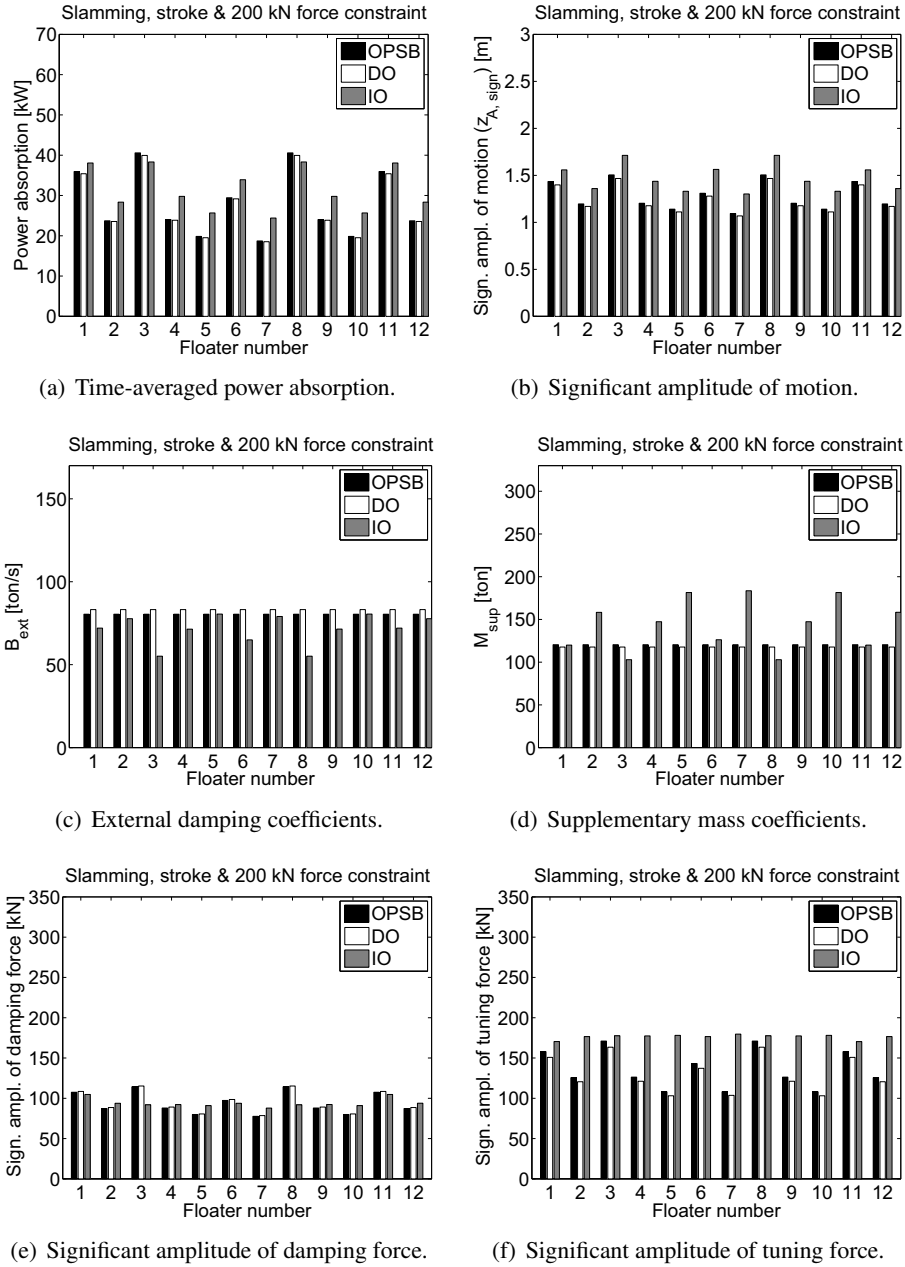 Slamming, stroke & 200 kN force constraint
Power absorption [kW]
70
60
50
40
30
20
10
0
OPSB
DO
IO
1 2 3 4 5 6 7 8 9 10 11 12
Floater number
(a) Time-averaged power absorption.
Slamming, stroke & 200 kN force constraint
Sign. ampl. of motion (z_A, sign) [m]
3
2.5
2
1.5
1
0.5
0
OPSB
DO
IO
1 2 3 4 5 6 7 8 9 10 11 12
Floater number
(b) Significant amplitude of motion.
Slamming, stroke & 200 kN force constraint
B_ext [ton/s]
150
100
50
0
OPSB
DO
IO
1 2 3 4 5 6 7 8 9 10 11 12
Floater number
(c) External damping coefficients.
Slamming, stroke & 200 kN force constraint
M_sup [ton]
300
250
200
150
100
50
0
OPSB
DO
IO
1 2 3 4 5 6 7 8 9 10 11 12
Floater number
(d) Supplementary mass coefficients.
Slamming, stroke & 200 kN force constraint
Sign. ampl. of damping force [kN]
350
300
250
200
150
100
50
0
OPSB
DO
IO
1 2 3 4 5 6 7 8 9 10 11 12
Floater number
(e) Significant amplitude of damping force.
Slamming, stroke & 200 kN force constraint
Sign. ampl. of tuning force [kN]
350
300
250
200
150
100
50
0
OPSB
DO
IO
1 2 3 4 5 6 7 8 9 10 11 12
Floater number
(f) Significant amplitude of tuning force.